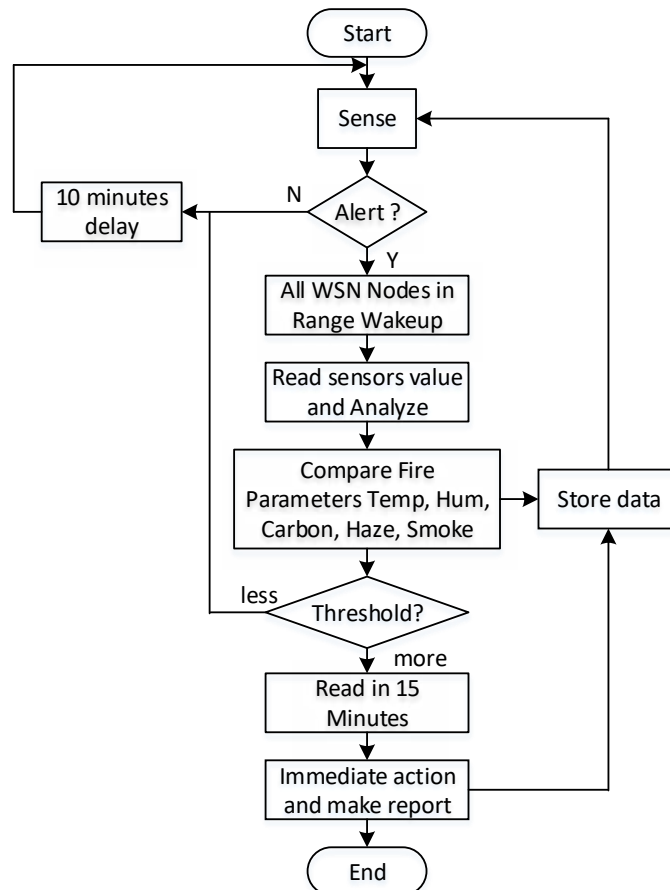 Start
Sense
10 minutes
delay
N
Alert ?
Y
All WSN Nodes in
Range Wakeup
Read sensors value
and Analyze
Compare Fire
Parameters Temp, Hum,
Carbon, Haze, Smoke
Store data
less
Threshold?
more
Read in 15
Minutes
Immediate action
and make report
End